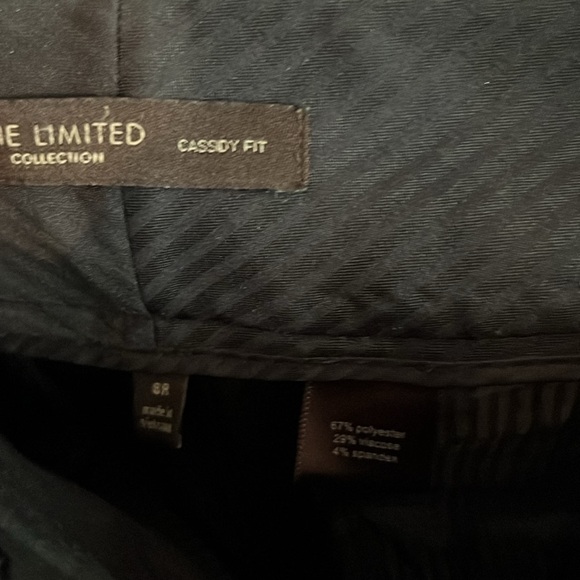 HE LIMITED
COLLECTION
CASSIDY FIT
8R
made in
Vietnam
67% polyester
29% viscose
4% spandex